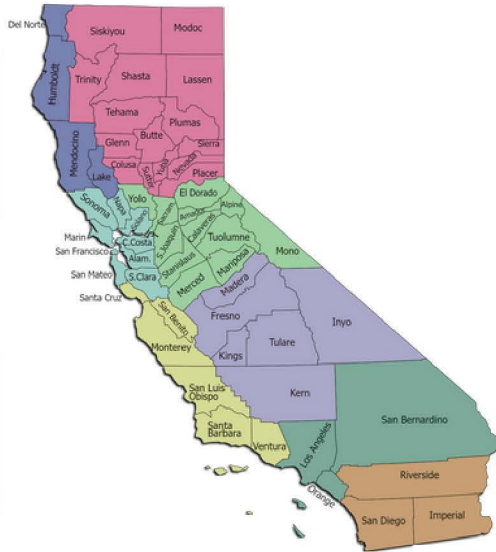 Del Norte
Siskiyou
Modoc
Humboldt
Trinity
Shasta
Lassen
Tehama
Plumas
Mendocino
Glenn
Butte
Sierra
Lake
Colusa
Sutter
Yuba
Nevada
Placer
Sonoma
Napa
Yolo
Solano
Sacram.
El Dorado
Amador
Alpine
Marin
C.Costa
S.Joaquin
Calaveras
Tuolumne
Mono
San Francisco
Alam.
Stanislaus
Mariposa
San Mateo
S.Clara
Merced
Madera
Santa Cruz
San Benito
Fresno
Inyo
Monterey
Kings
Tulare
San Luis
Obispo
Kern
Santa
Barbara
Ventura
Los Angeles
San Bernardino
Orange
Riverside
San Diego
Imperial